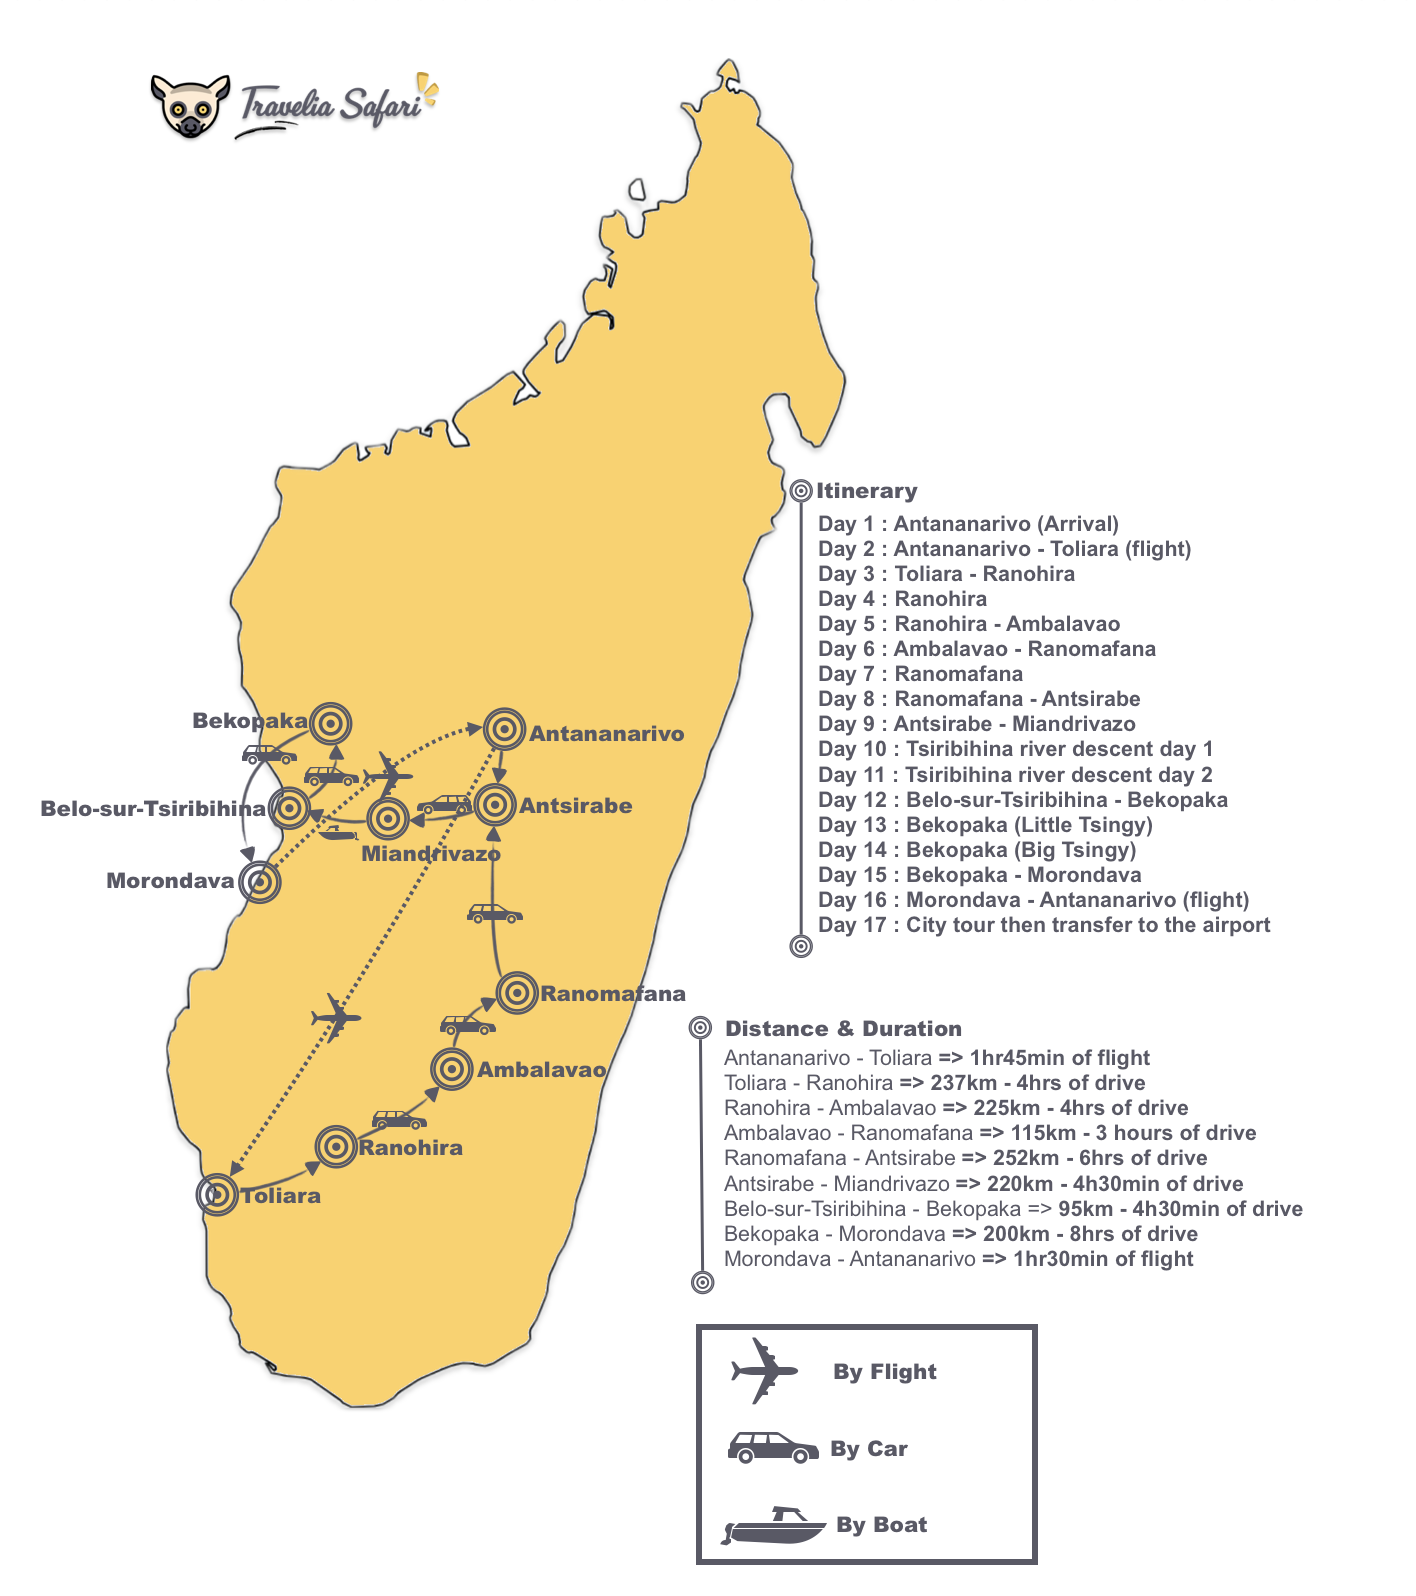 Travelia Safari
Bekopaka
Antananarivo
Belo-sur-Tsiribihina
Antsirabe
Miandrivazo
Morondava
Ranomafana
Ambalavao
Ranohira
Toliara
Itinerary
Day 1 : Antananarivo (Arrival)
Day 2 : Antananarivo - Toliara (flight)
Day 3 : Toliara - Ranohira
Day 4 : Ranohira
Day 5 : Ranohira - Ambalavao
Day 6 : Ambalavao - Ranomafana
Day 7 : Ranomafana
Day 8 : Ranomafana - Antsirabe
Day 9 : Antsirabe - Miandrivazo
Day 10 : Tsiribihina river descent day 1
Day 11 : Tsiribihina river descent day 2
Day 12 : Belo-sur-Tsiribihina - Bekopaka
Day 13 : Bekopaka (Little Tsingy)
Day 14 : Bekopaka (Big Tsingy)
Day 15 : Bekopaka - Morondava
Day 16 : Morondava - Antananarivo (flight)
Day 17 : City tour then transfer to the airport
Distance & Duration
Antananarivo - Toliara => 1hr45min of flight
Toliara - Ranohira => 237km - 4hrs of drive
Ranohira - Ambalavao => 225km - 4hrs of drive
Ambalavao - Ranomafana => 115km - 3 hours of drive
Ranomafana - Antsirabe => 252km - 6hrs of drive
Antsirabe - Miandrivazo => 220km - 4h30min of drive
Belo-sur-Tsiribihina - Bekopaka => 95km - 4h30min of drive
Bekopaka - Morondava => 200km - 8hrs of drive
Morondava - Antananarivo => 1hr30min of flight
By Flight
By Car
By Boat